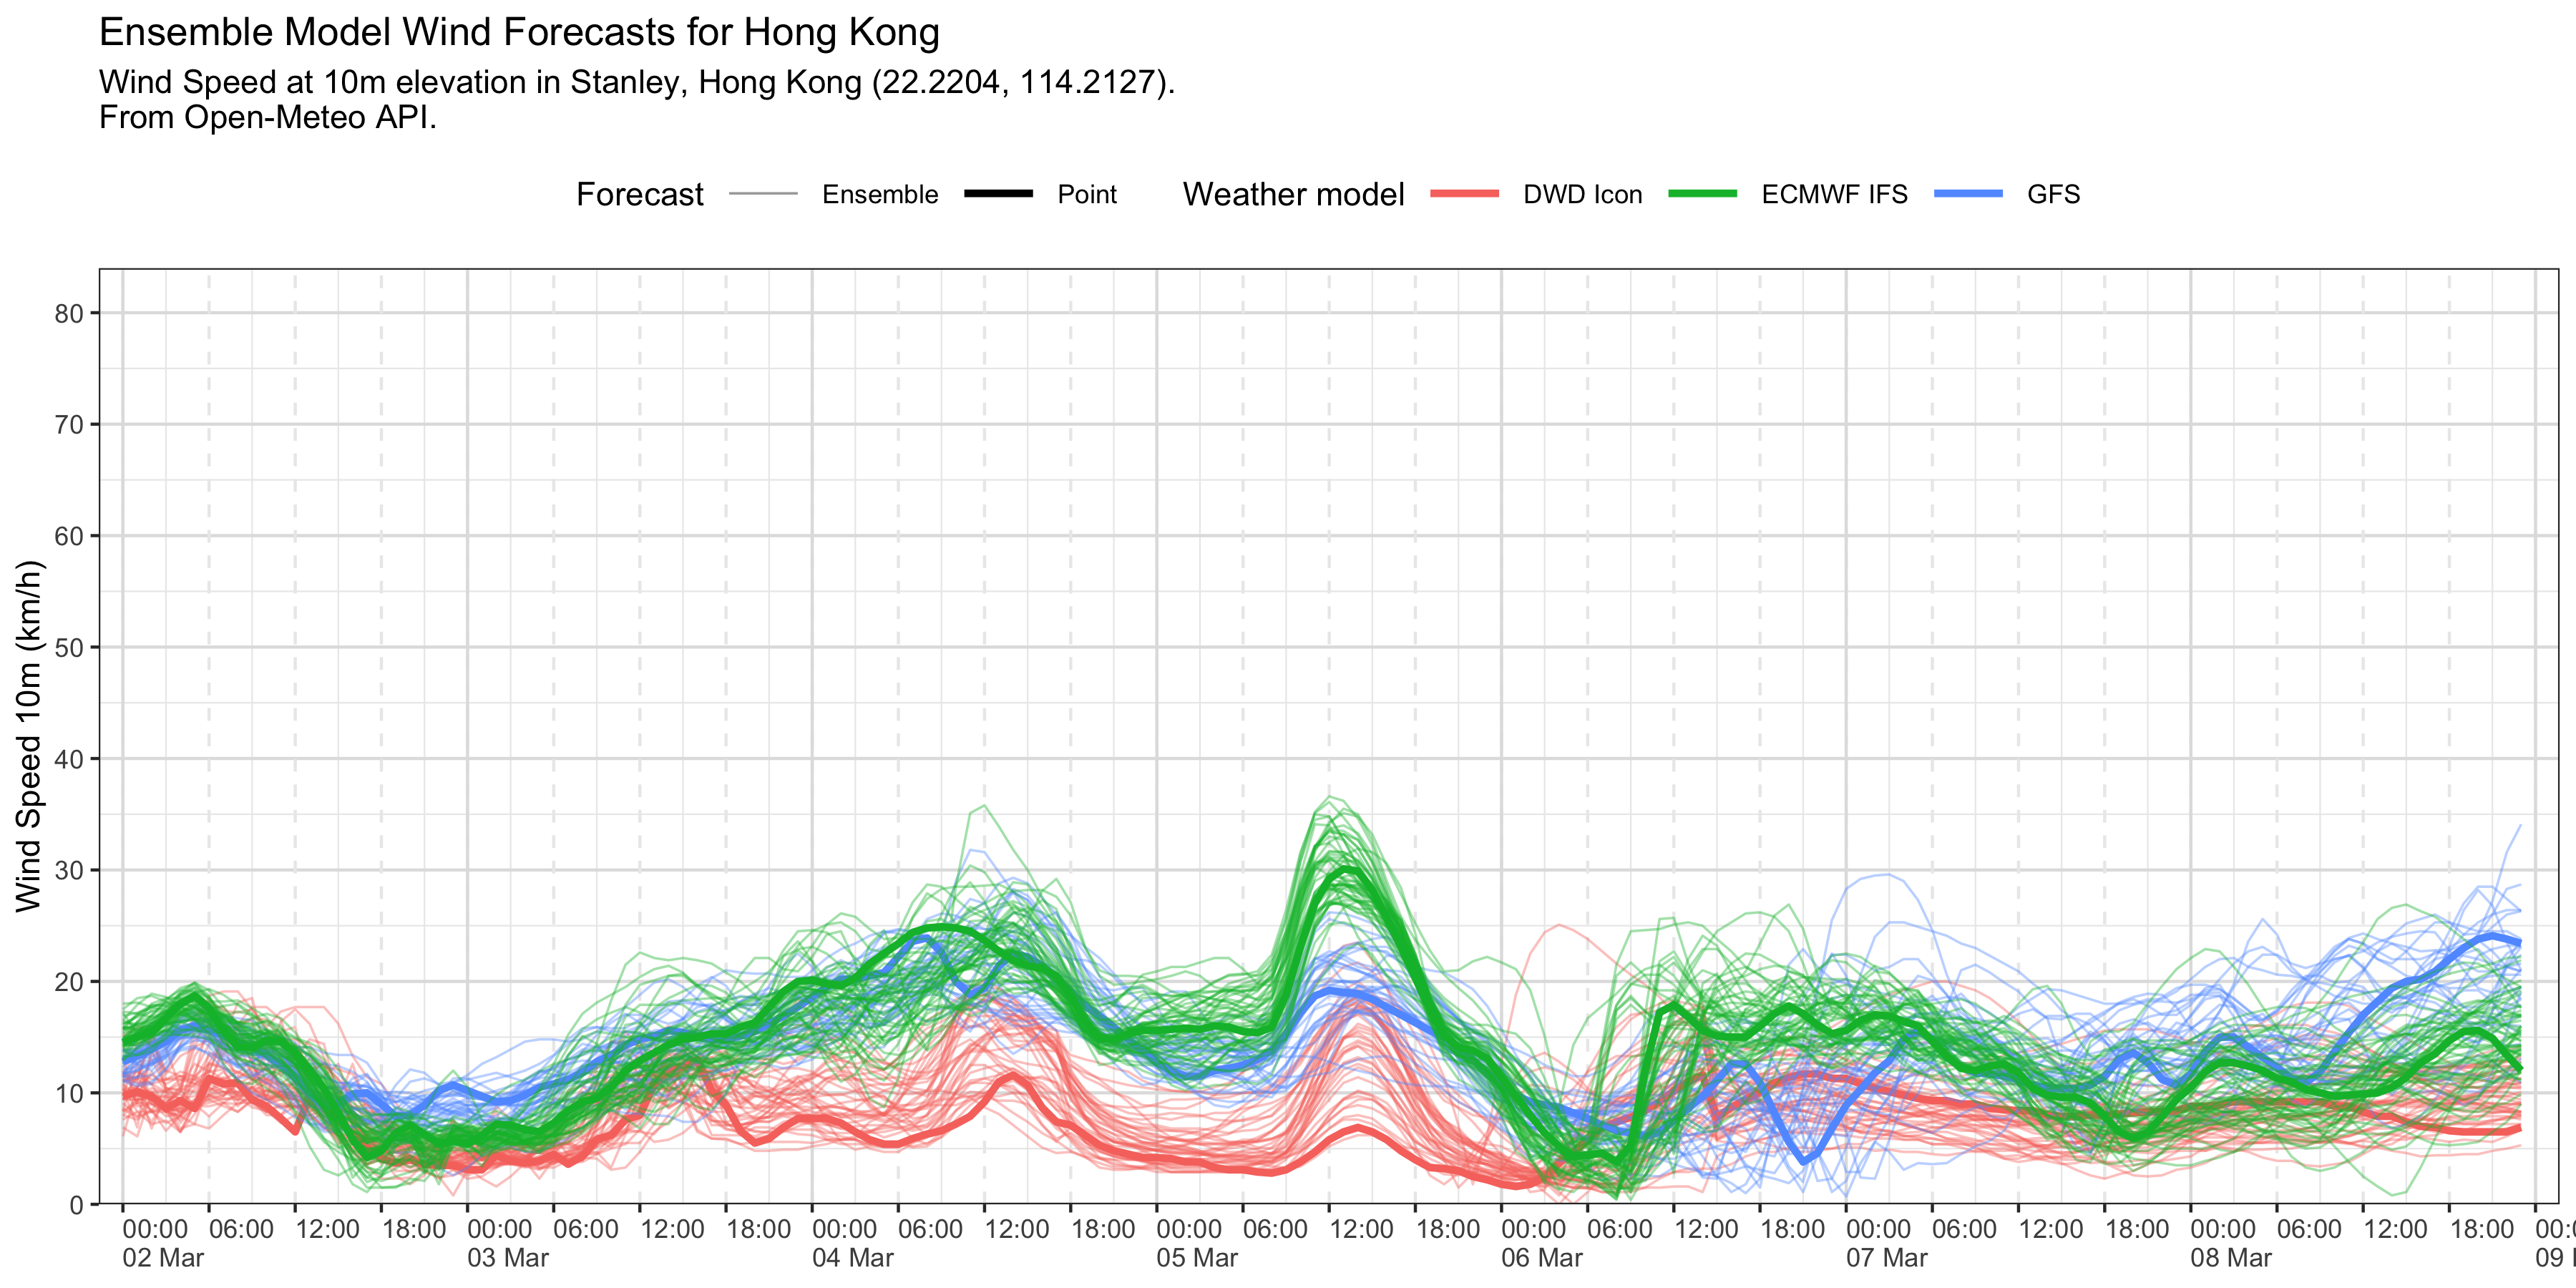 Ensemble Model Wind Forecasts for Hong Kong
Wind Speed at 10m elevation in Stanley, Hong Kong (22.2204, 114.2127).
From Open-Meteo API.
Forecast Ensemble Point Weather model DWD Icon ECMWF IFS GFS
Wind Speed 10m (km/h)
80
70
60
50
40
30
20
10
0
00:00 06:00 12:00 18:00 00:00 06:00 12:00 18:00 00:00 06:00 12:00 18:00 00:00 06:00 12:00 18:00 00:00 06:00 12:00 18:00 00:00 06:00 12:00 18:00 00:00 06:00 12:00 18:00
02 Mar 03 Mar 04 Mar 05 Mar 06 Mar 07 Mar 08 Mar 09